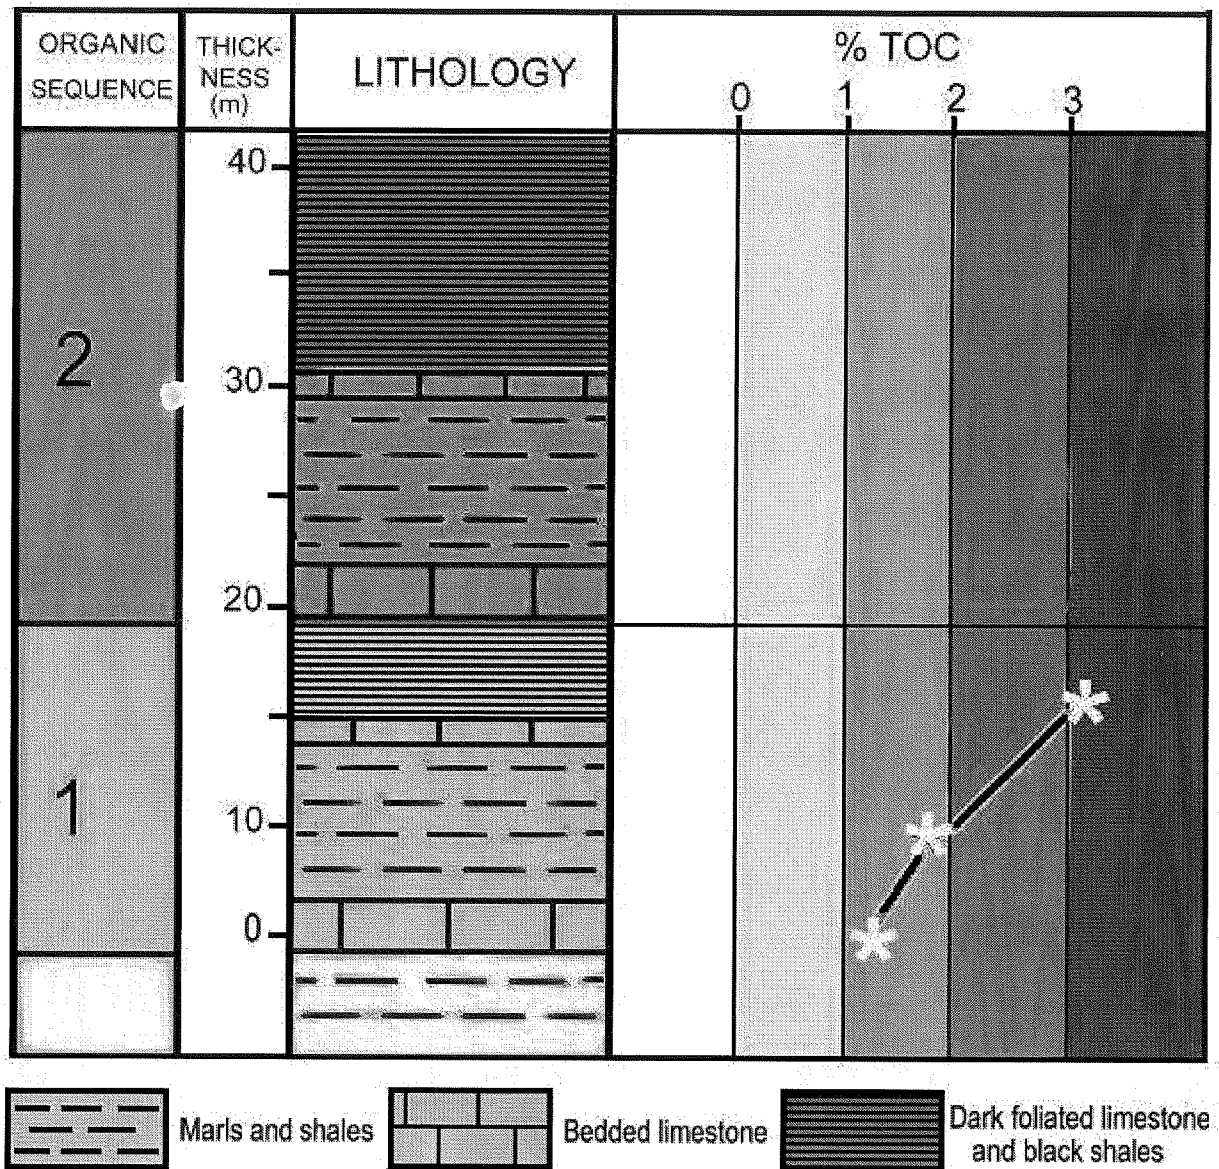 ORGANIC
SEQUENCE
THICK-
NESS
(m)
LITHOLOGY
% TOC
0 1 2 3
40
2
30
20
1
10
0
Marls and shales
Bedded limestone
Dark foliated limestone
and black shales